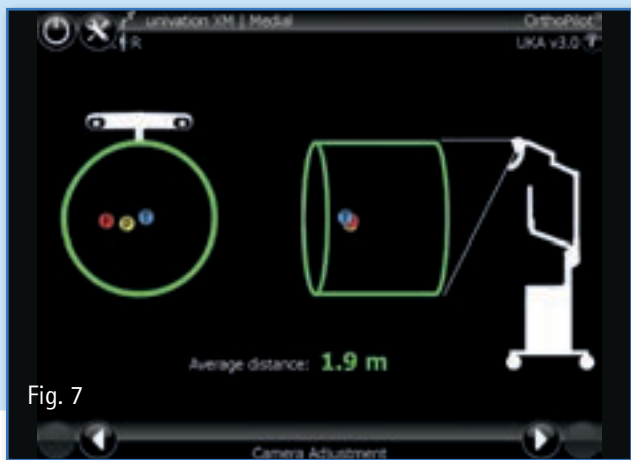 univation XM | Medial
OrthoPilot
R
UKA v3.0
F P T
T
Average distance: 1.9 m
Fig. 7
Camera Adjustment